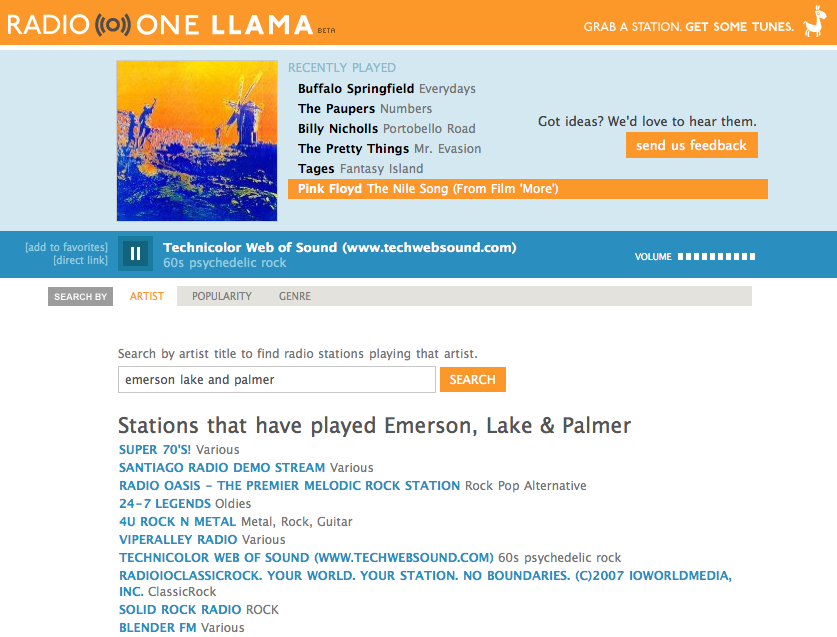 RADIO ONE LLAMA BETA
GRAB A STATION. GET SOME TUNES.
RECENTLY PLAYED
Buffalo Springfield Everydays
The Paupers Numbers
Billy Nicholls Portobello Road
The Pretty Things Mr. Evasion
Tages Fantasy Island
Pink Floyd The Nile Song (From Film 'More')
Got ideas? We'd love to hear them.
send us feedback
[add to favorites]
[direct link]
Technicolor Web of Sound (www.techwebsound.com)
60s psychedelic rock
VOLUME
SEARCH BY ARTIST POPULARITY GENRE
Search by artist title to find radio stations playing that artist.
emerson lake and palmer
SEARCH
Stations that have played Emerson, Lake & Palmer
SUPER 70'S! Various
SANTIAGO RADIO DEMO STREAM Various
RADIO OASIS - THE PREMIER MELODIC ROCK STATION Rock Pop Alternative
24-7 LEGENDS Oldies
4U ROCK N METAL Metal, Rock, Guitar
VIPERALLEY RADIO Various
TECHNICOLOR WEB OF SOUND (WWW.TECHWEBSOUND.COM) 60s psychedelic rock
RADIOIOCLASSICROCK. YOUR WORLD. YOUR STATION. NO BOUNDARIES. (C)2007 IOWORLDMEDIA,
INC. ClassicRock
SOLID ROCK RADIO ROCK
BLENDER FM Various